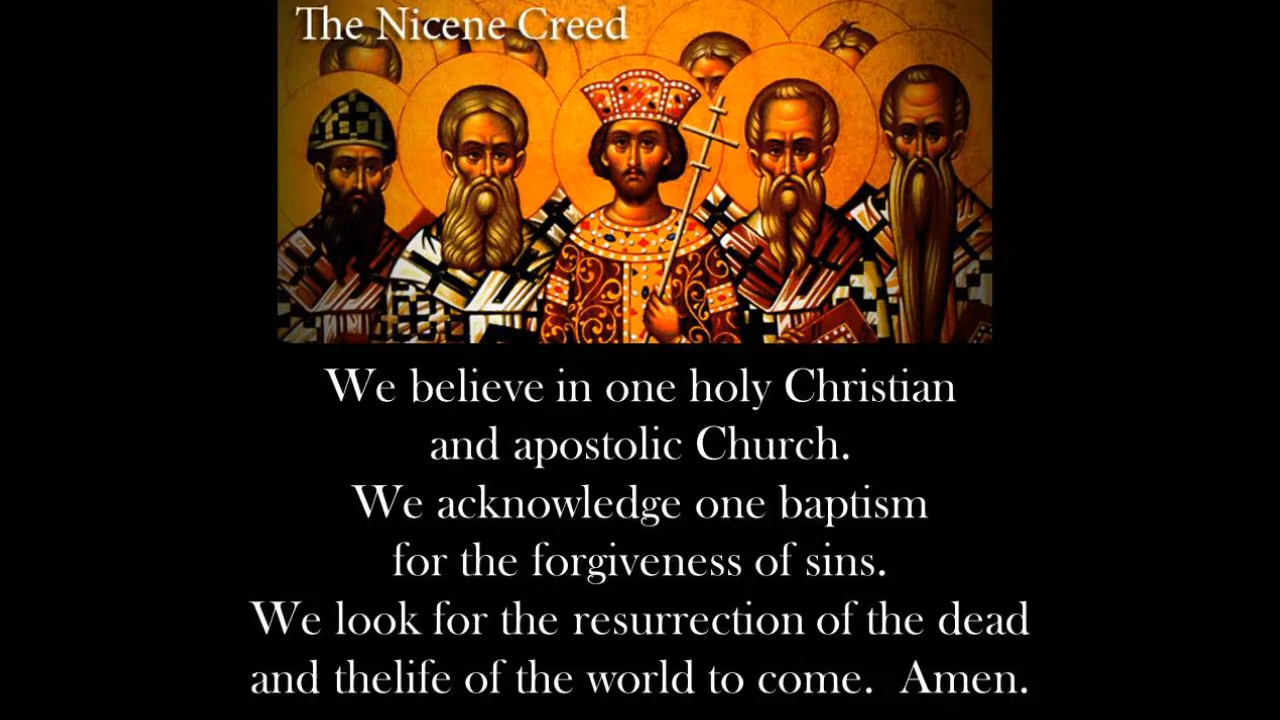 The Nicene Creed
We believe in one holy Christian
and apostolic Church.
We acknowledge one baptism
for the forgiveness of sins.
We look for the resurrection of the dead
and thelife of the world to come.  Amen.